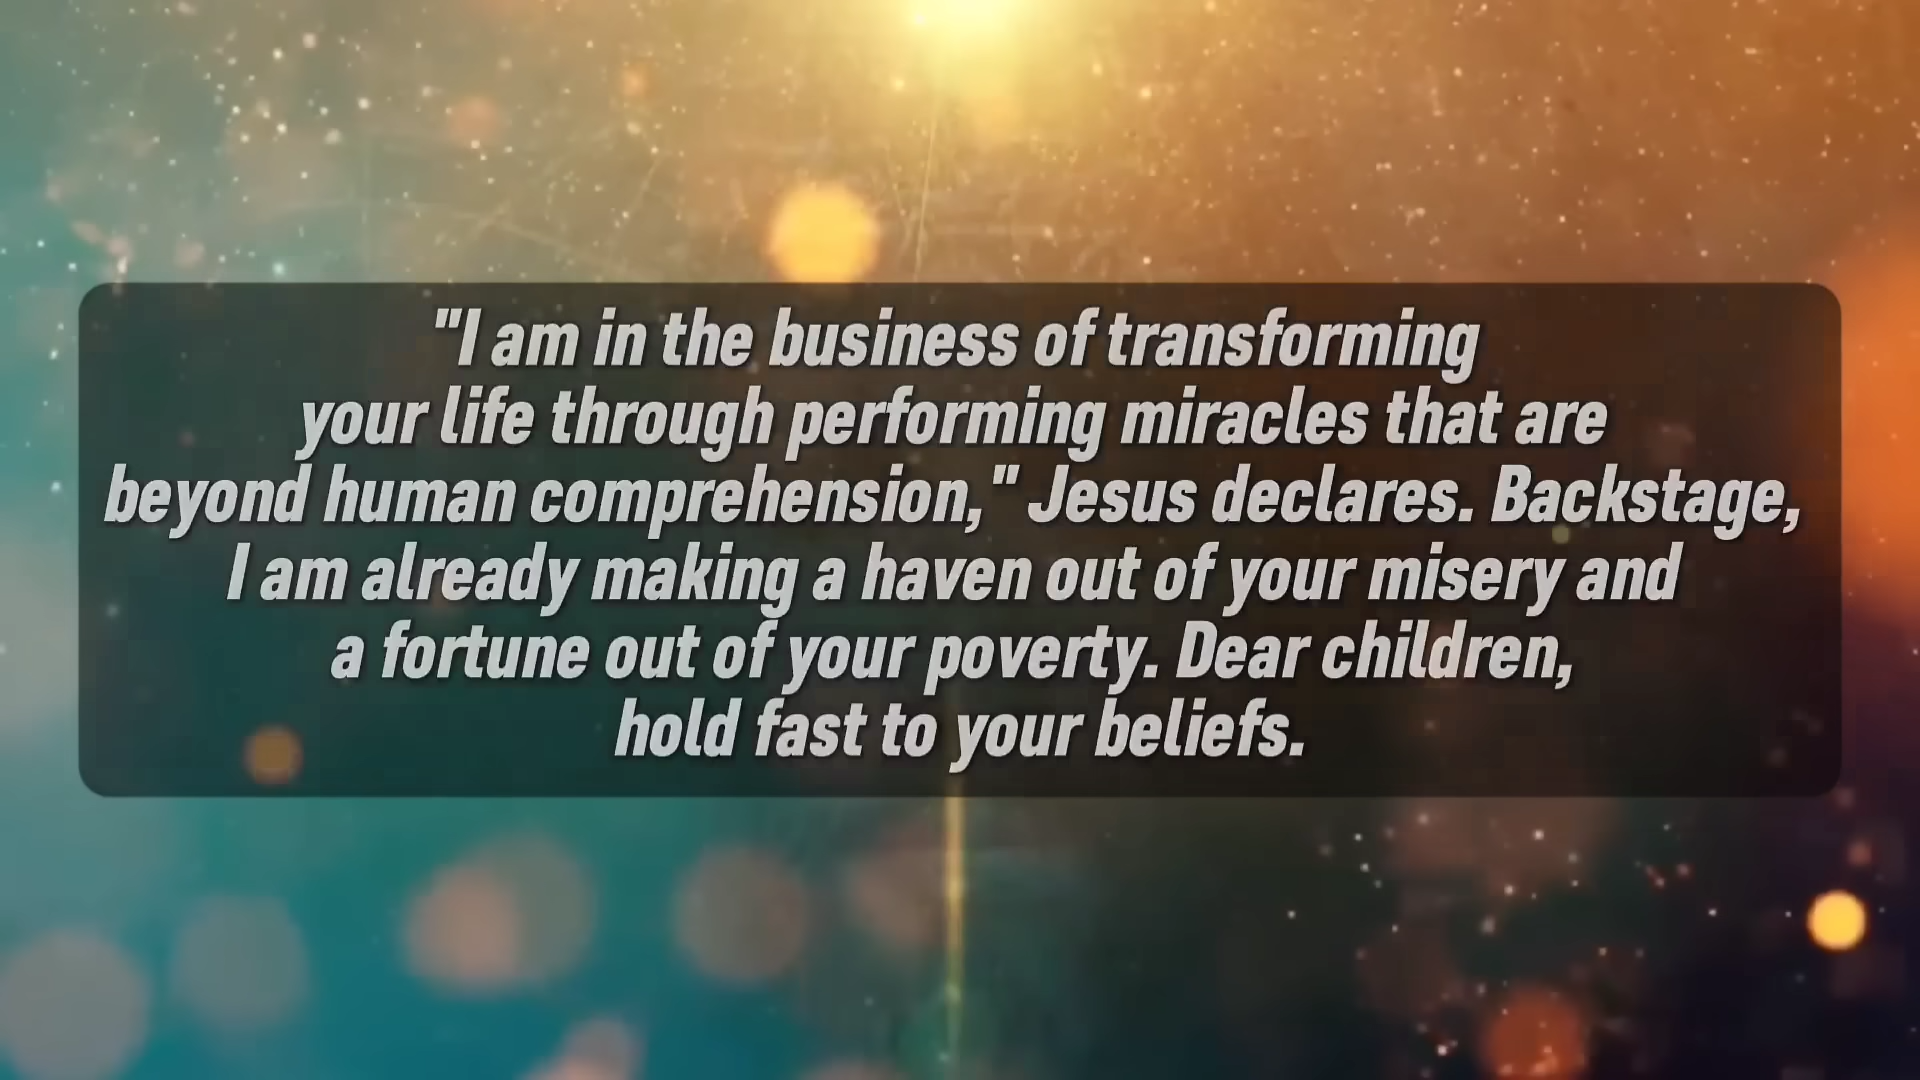 "I am in the business of transforming
your life through performing miracles that are
beyond human comprehension," Jesus declares. Backstage,
I am already making a haven out of your misery and
a fortune out of your poverty. Dear children,
hold fast to your beliefs.